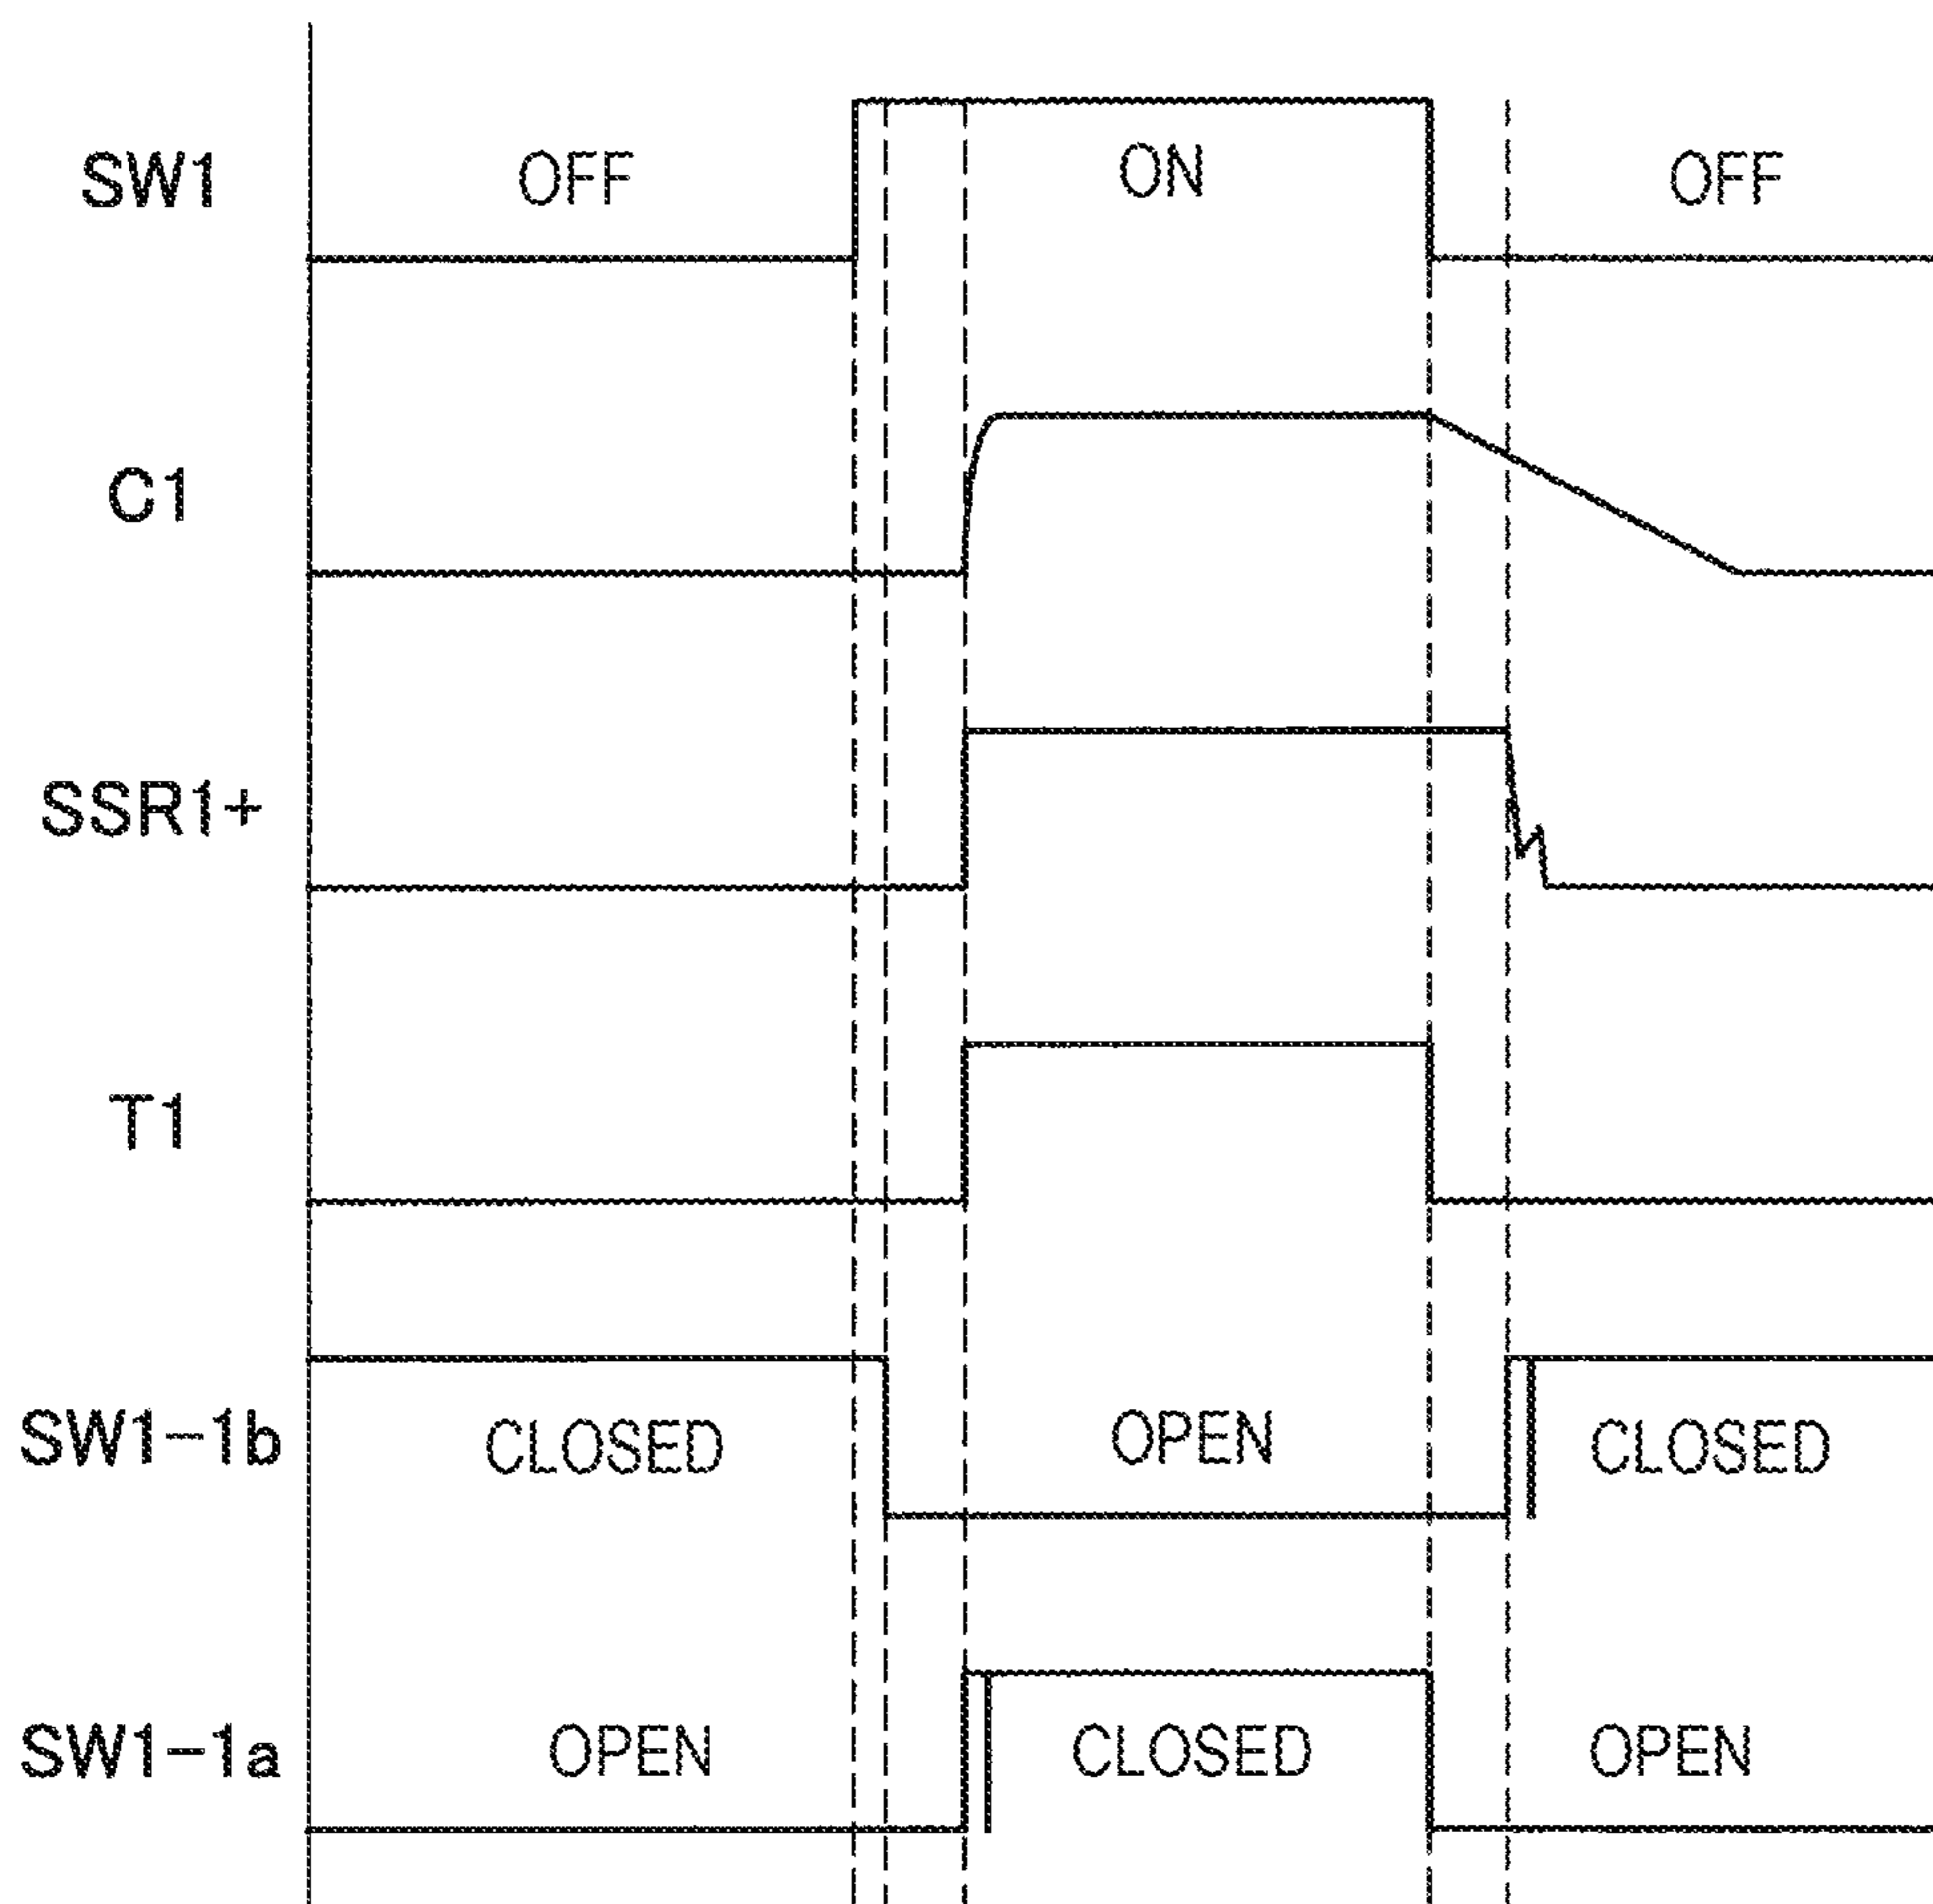 SW1 OFF ON OFF
C1
SSR1+
T1
SW1-1b CLOSED OPEN CLOSED
SW1-1a OPEN CLOSED OPEN